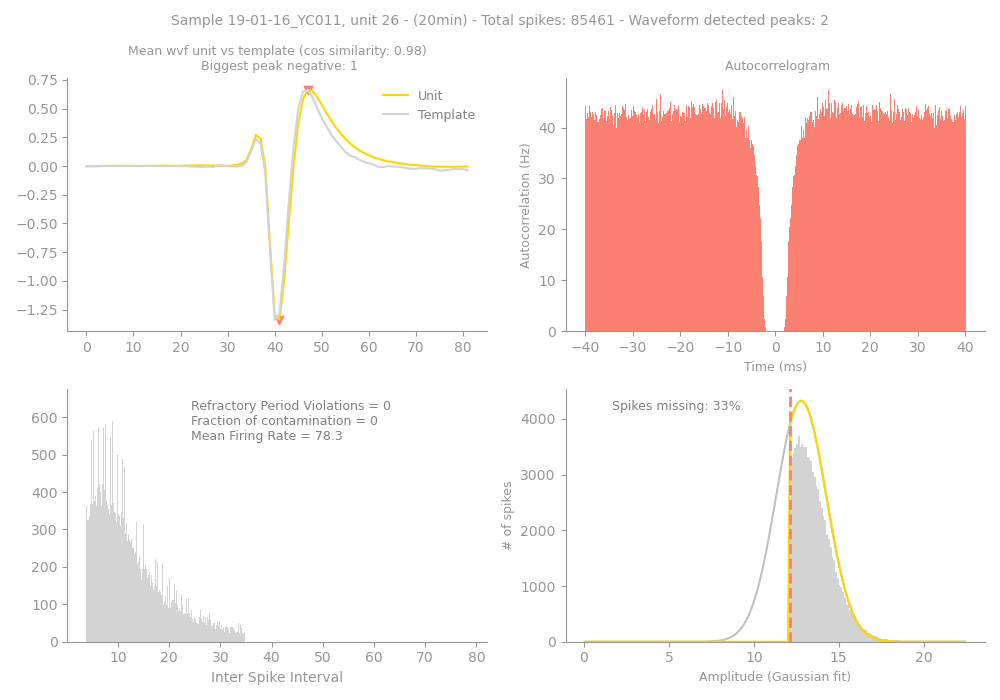 Sample 19-01-16_YC011, unit 26 - (20min) - Total spikes: 85461 - Waveform detected peaks: 2
Mean wvf unit vs template (cos similarity: 0.98)
Biggest peak negative: 1
0.75
0.50
0.25
0.00
−0.25
−0.50
−0.75
−1.00
−1.25
0 10 20 30 40 50 60 70 80
Unit
Template
Autocorrelogram
Autocorrelation (Hz)
40
30
20
10
0
−40 −30 −20 −10 0 10 20 30 40
Time (ms)
Refractory Period Violations = 0
Fraction of contamination = 0
Mean Firing Rate = 78.3
600
500
400
300
200
100
0
10 20 30 40 50 60 70 80
Inter Spike Interval
Spikes missing: 33%
# of spikes
4000
3000
2000
1000
0
0 5 10 15 20
Amplitude (Gaussian fit)